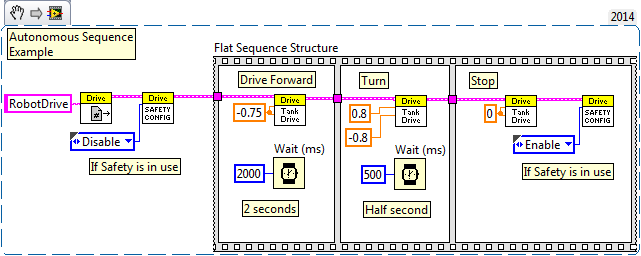 2014
Autonomous Sequence
Example
Flat Sequence Structure
Drive Forward
Turn
Stop
RobotDrive
Drive
Drive
SAFETY
CONFIG
Disable
If Safety is in use
-0.75
Drive
Tank
Drive
Wait (ms)
2000
2 seconds
0.8
-0.8
Drive
Tank
Drive
Wait (ms)
500
Half second
0
Drive
Tank
Drive
Drive
SAFETY
CONFIG
Enable
If Safety is in use